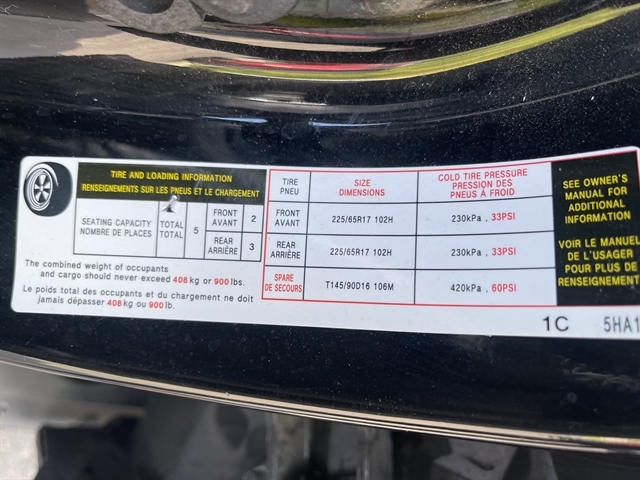 TIRE AND LOADING INFORMATION
RENSEIGNEMENTS SUR LES PNEUS ET LE CHARGEMENT
SEATING CAPACITY
NOMBRE DE PLACES
TOTAL
TOTAL
5
FRONT
AVANT
2
REAR
ARRIÈRE
3
The combined weight of occupants
and cargo should never exceed 408 kg or 900 lbs.
Le poids total des occupants et du chargement ne doit
jamais dépasser 408 kg ou 900 lb.
TIRE
PNEU
SIZE
DIMENSIONS
COLD TIRE PRESSURE
PRESSION DES
PNEUS À FROID
FRONT
AVANT
225/65R17 102H
230kPa , 33PSI
REAR
ARRIÈRE
225/65R17 102H
230kPa , 33PSI
SPARE
DE SECOURS
T145/90D16 106M
420kPa , 60PSI
SEE OWNER'S
MANUAL FOR
ADDITIONAL
INFORMATION
VOIR LE MANUEL
DE L'USAGER
POUR PLUS DE
RENSEIGNEMENT
1C 5HA1